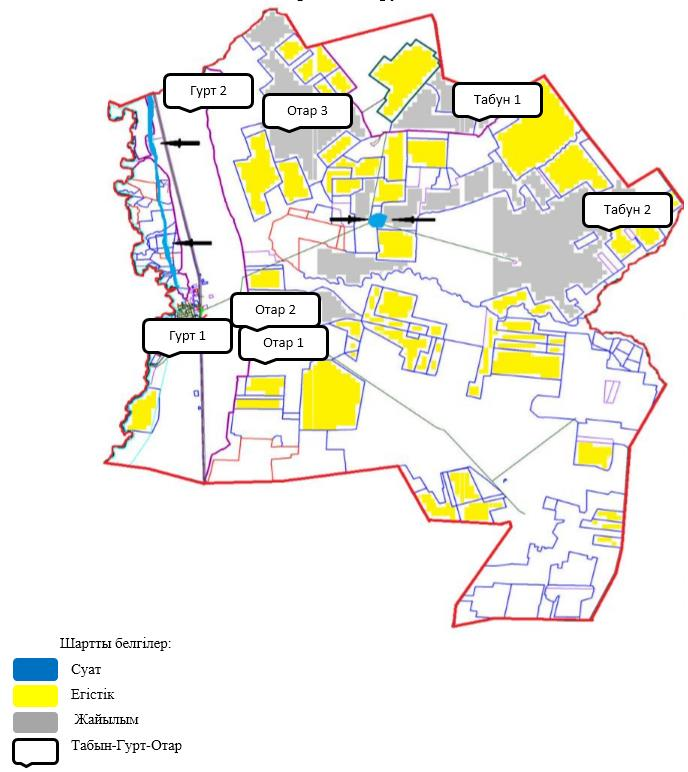 Гурт 2
Отар 3
Табун 1
Табун 2
Отар 2
Гурт 1
Отар 1
Шартты белгілер:
Суат
Егістік
Жайылым
Табын-Гурт-Отар